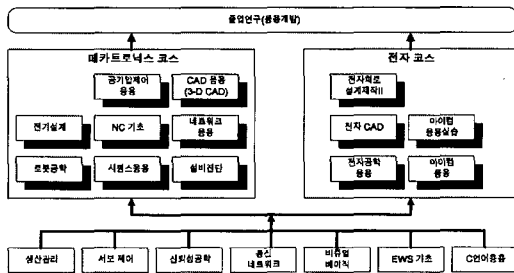 졸업연구(응용개발)
메카트로닉스 코스
전자 코스
공기압제어
응용
CAD 응용
(3-D CAD)
전자회로
설계제작II
전기설계
NC 기초
네트워크
응용
전자 CAD
마이컴
응용실습
로봇공학
시퀀스응용
설비진단
전자공학
응용
마이컴
응용
생산관리
서보 제어
신뢰성공학
통신
네트워크
비쥬얼
베이직
EWS 기초
C언어응용